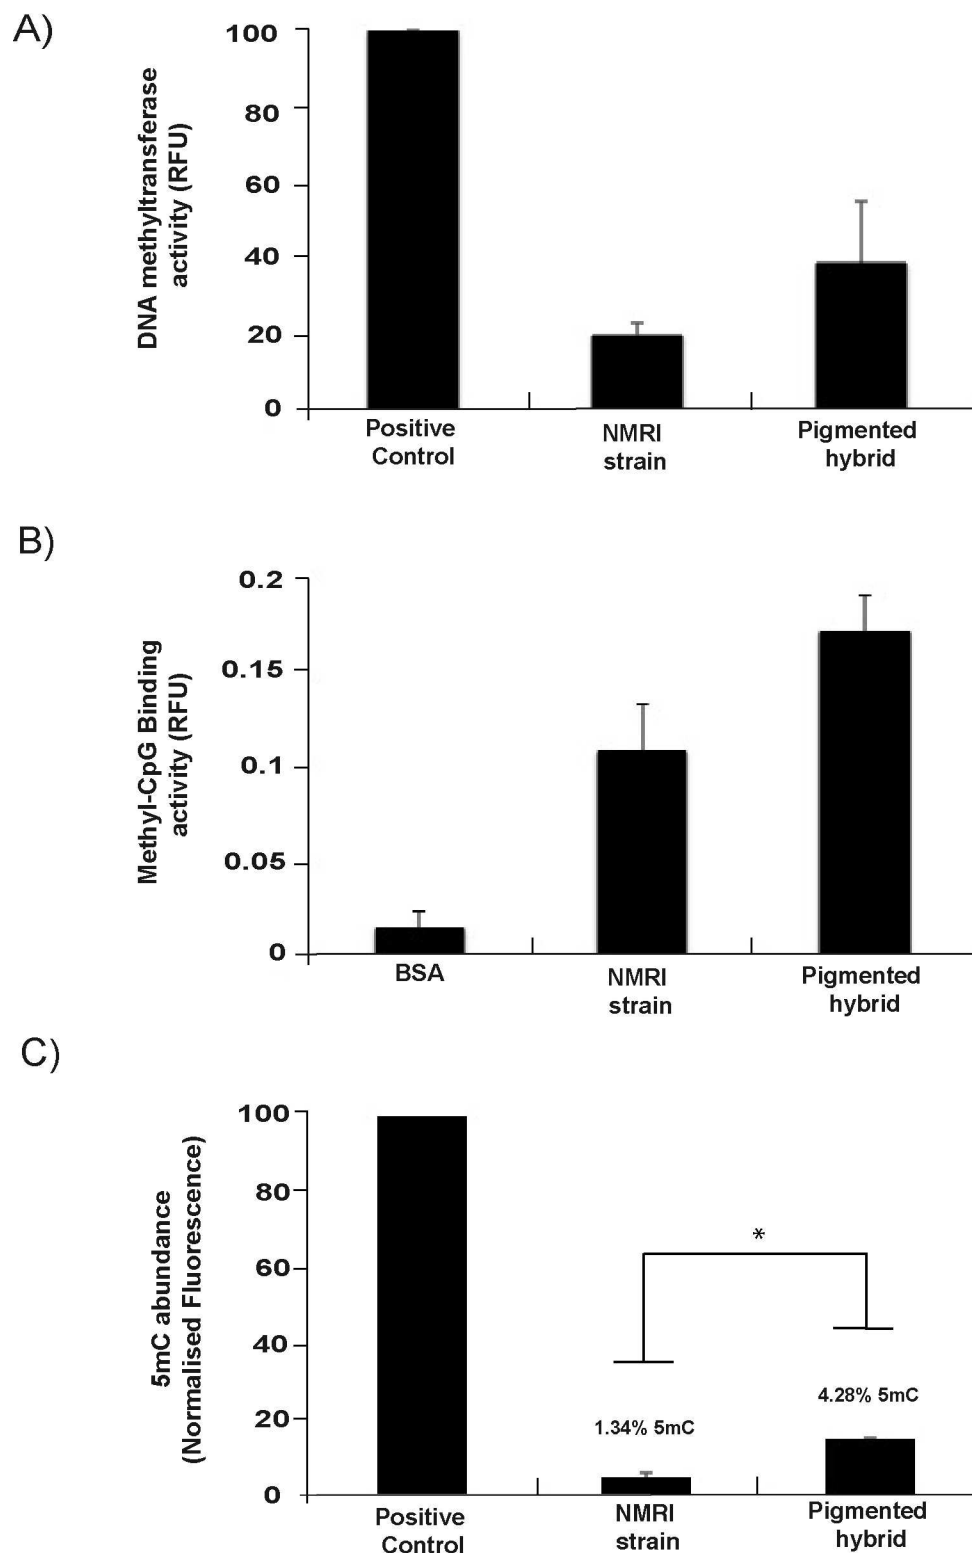 A)
DNA methyltransferase
activity (RFU)
100
80
60
40
20
0
Positive
Control
NMRI
strain
Pigmented
hybrid
B)
Methyl-CpG Binding
activity (RFU)
0.2
0.15
0.1
0.05
0
BSA
NMRI
strain
Pigmented
hybrid
C)
5mC abundance
(Normalised Fluorescence)
100
80
60
40
20
0
*
1.34% 5mC
4.28% 5mC
Positive
Control
NMRI
strain
Pigmented
hybrid